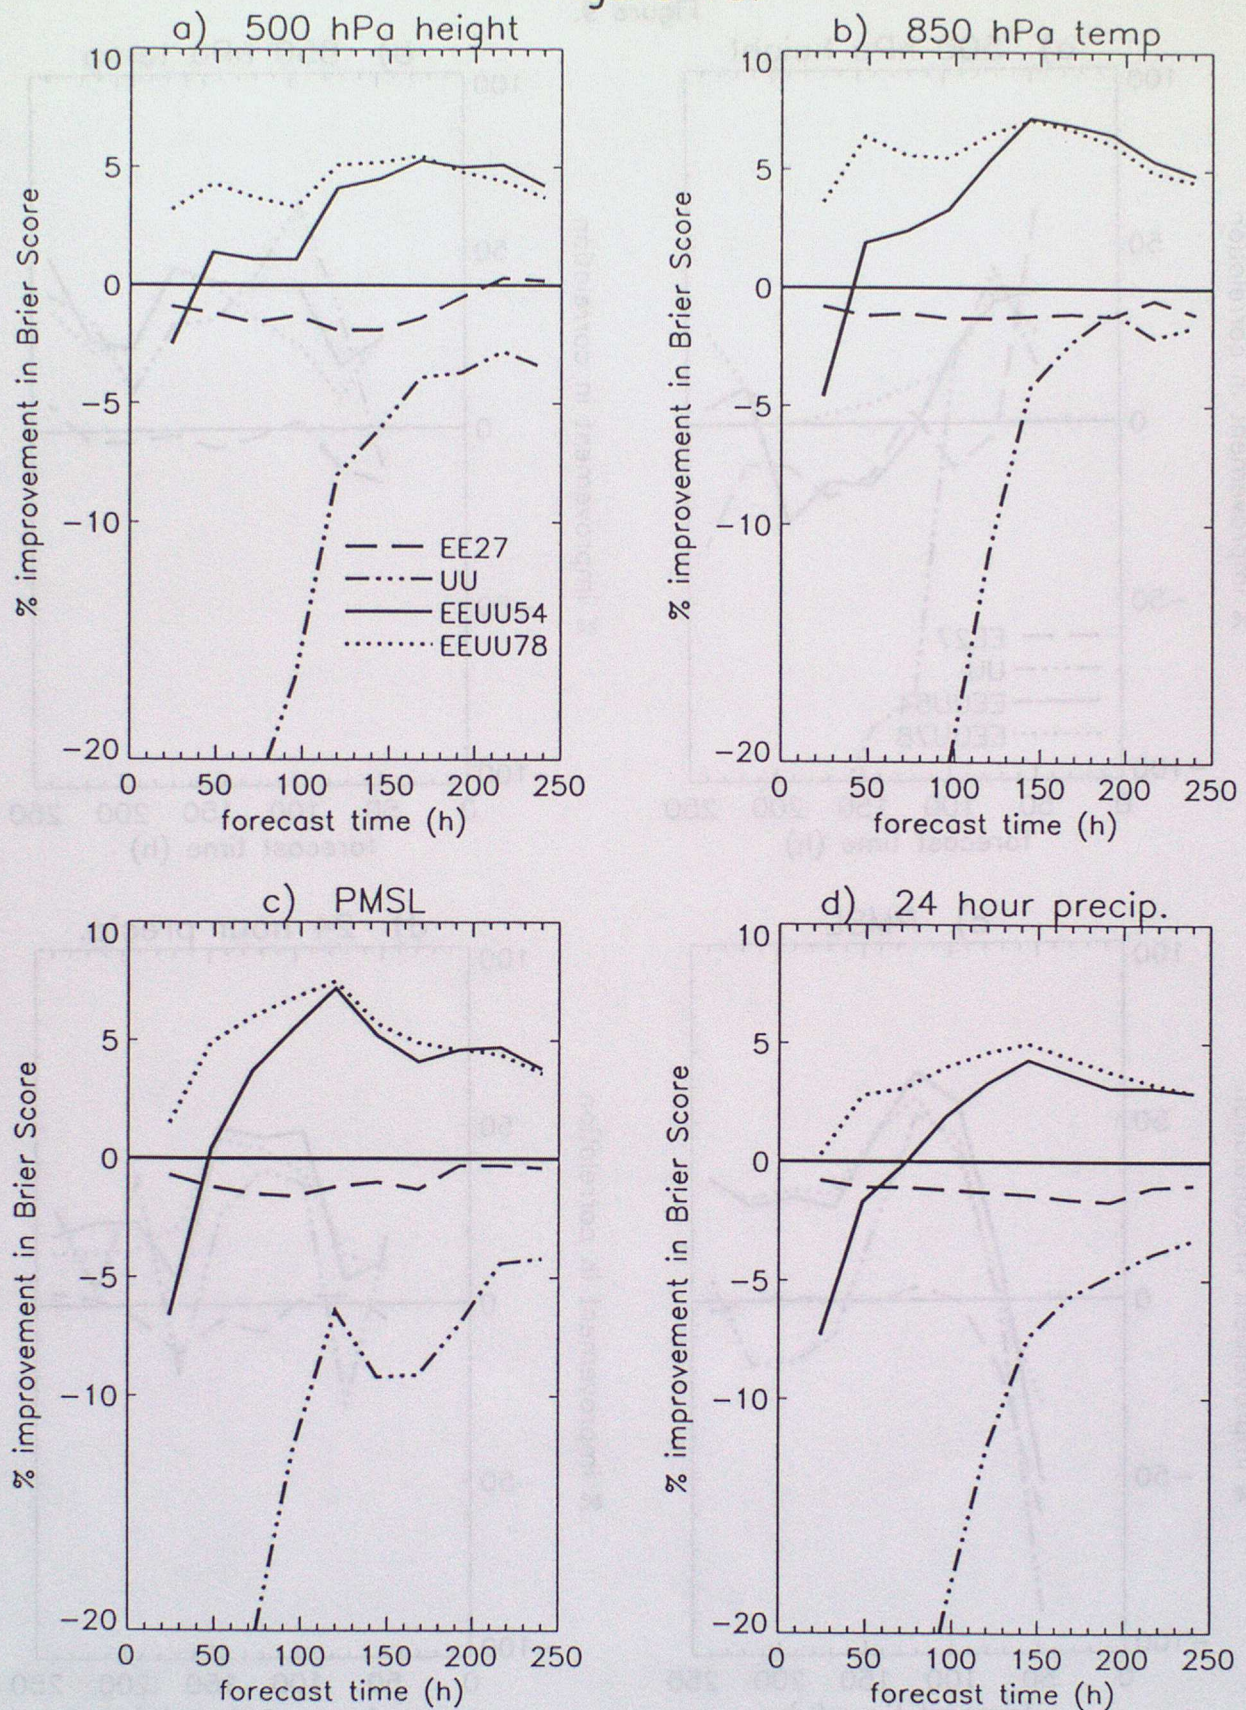 a) 500 hPa height
10
5
0
−5
−10
−20
% improvement in Brier Score
EE27
UU
EEUU54
EEUU78
0 50 100 150 200 250
forecast time (h)
b) 850 hPa temp
10
5
0
−5
−10
−20
% improvement in Brier Score
0 50 100 150 200 250
forecast time (h)
c) PMSL
10
5
0
−5
−10
−20
% improvement in Brier Score
0 50 100 150 200 250
forecast time (h)
d) 24 hour precip.
10
5
0
−5
−10
−20
% improvement in Brier Score
0 50 100 150 200 250
forecast time (h)